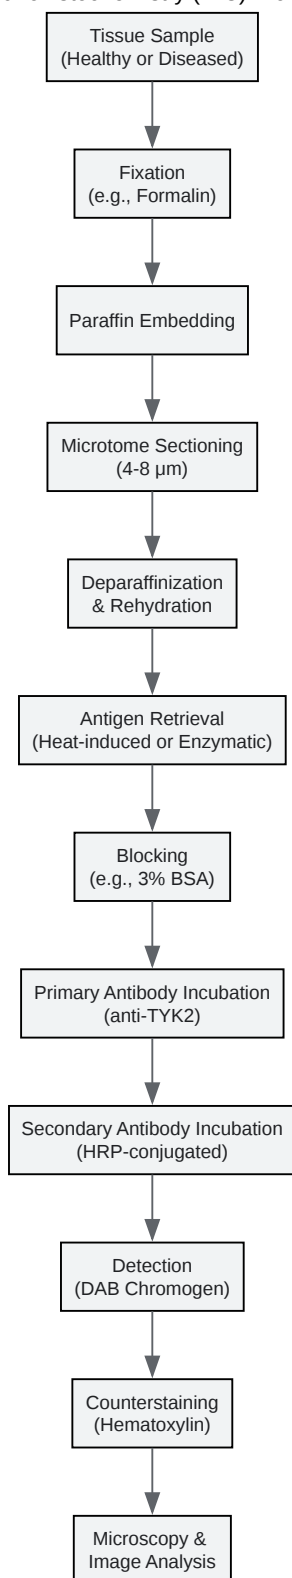 Tissue Sample
(Healthy or Diseased)
Fixation
(e.g., Formalin)
Paraffin Embedding
Microtome Sectioning
(4-8 µm)
Deparaffinization
& Rehydration
Antigen Retrieval
(Heat-induced or Enzymatic)
Blocking
(e.g., 3% BSA)
Primary Antibody Incubation
(anti-TYK2)
Secondary Antibody Incubation
(HRP-conjugated)
Detection
(DAB Chromogen)
Counterstaining
(Hematoxylin)
Microscopy &
Image Analysis